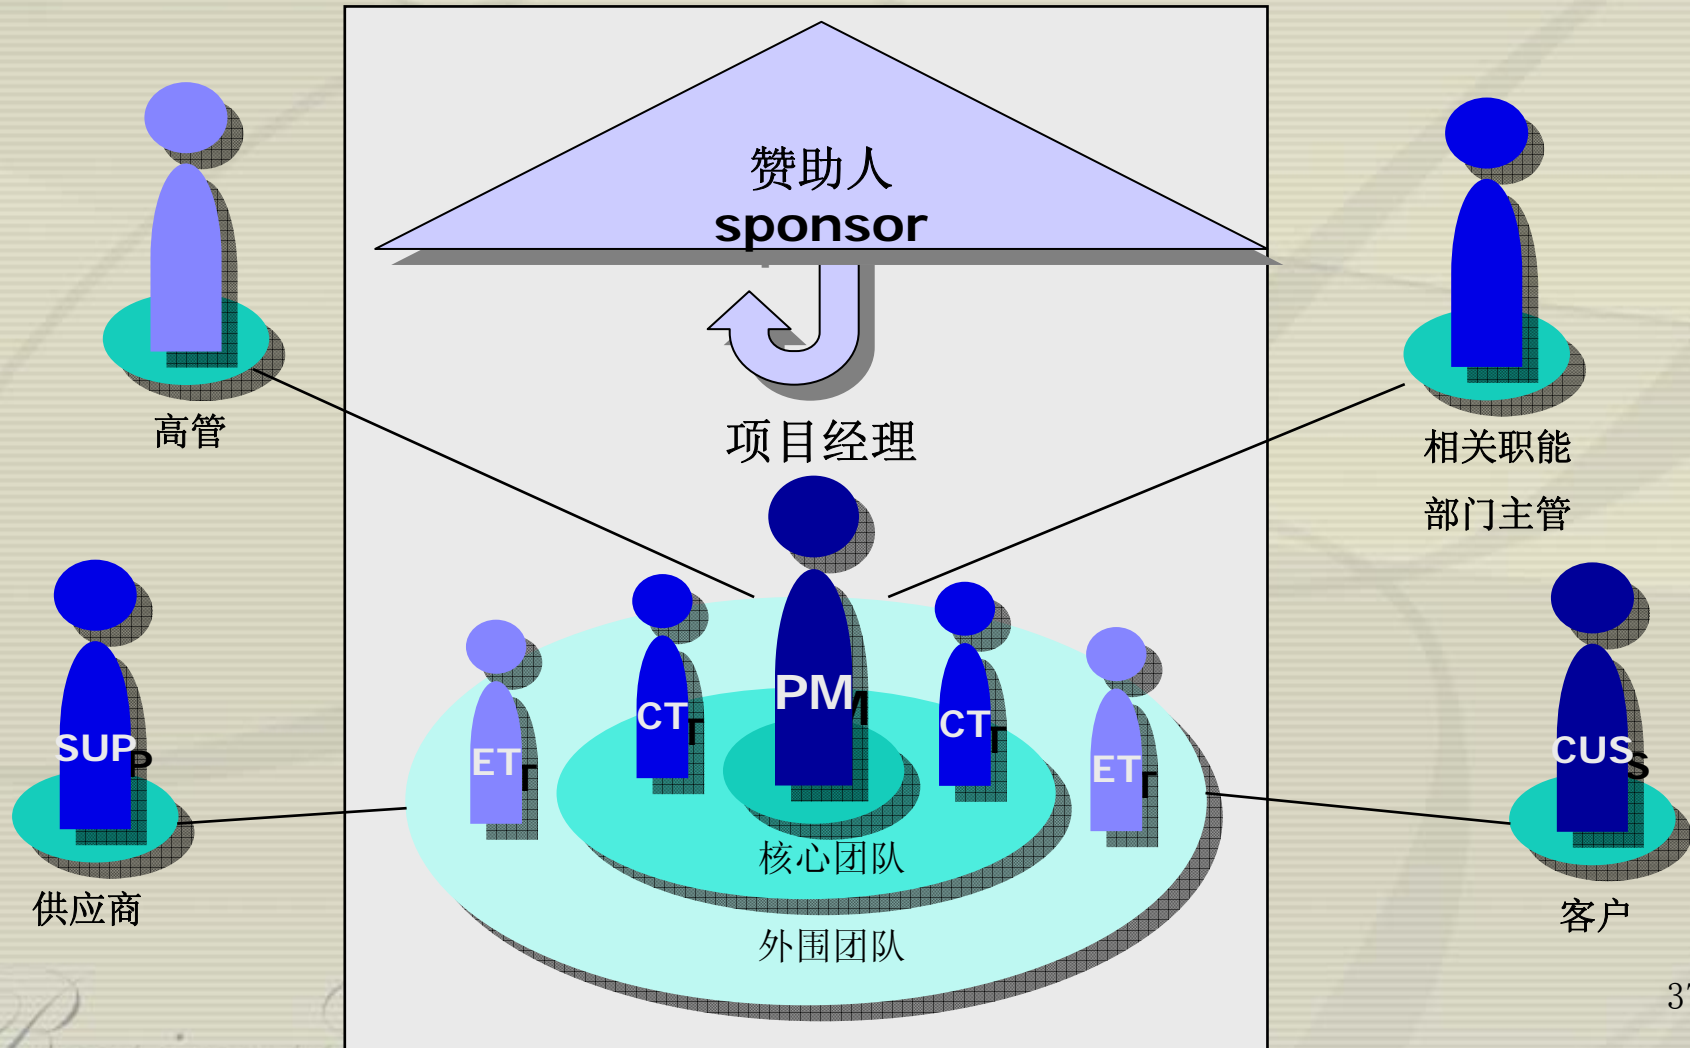 赞助人
sponsor
高管
项目经理
相关职能
部门主管
PM
CT
CT
ET
ET
SUP
CUS
核心团队
外围团队
供应商
客户